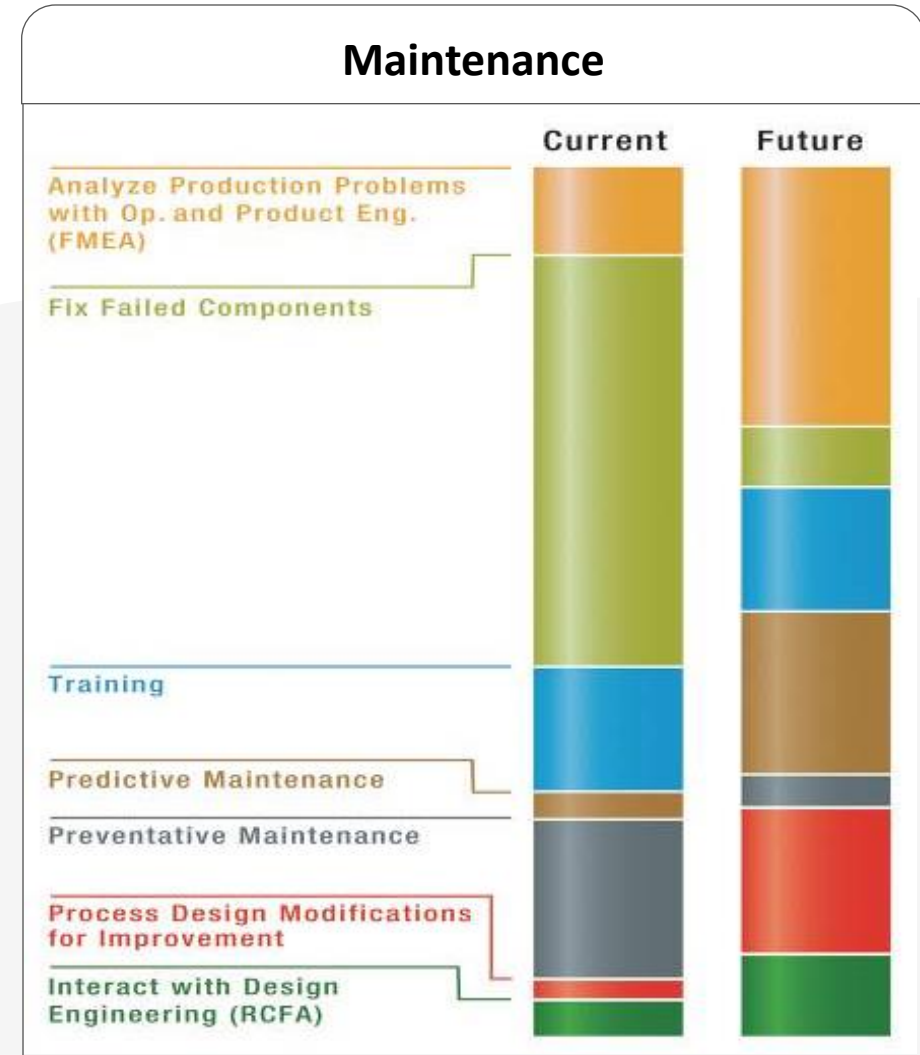 Maintenance
Current
Future
Analyze Production Problems
with Op. and Product Eng.
(FMEA)
Fix Failed Components
Training
Predictive Maintenance
Preventative Maintenance
Process Design Modifications
for Improvement
Interact with Design
Engineering (RCFA)